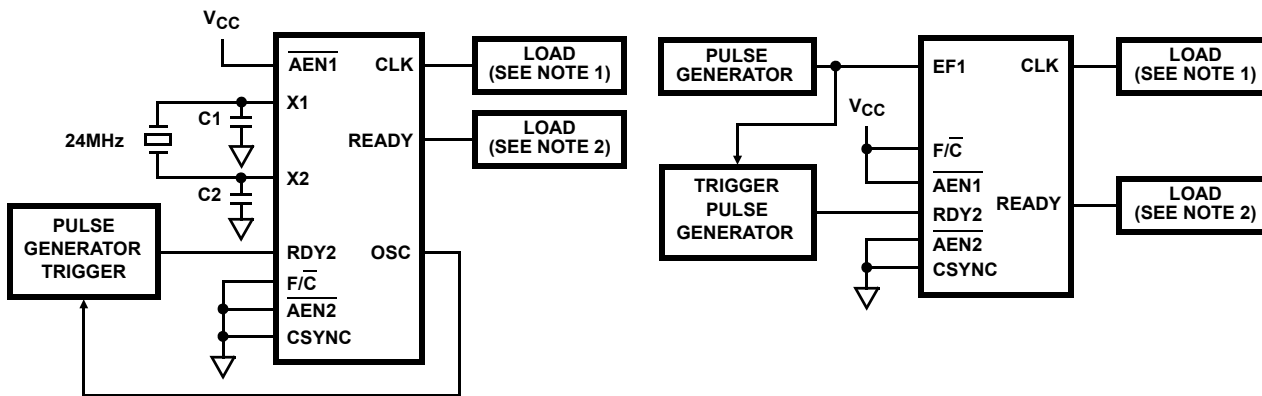 VCC
AEN1
CLK
LOAD
(SEE NOTE 1)
X1
C1
24MHz
READY
LOAD
(SEE NOTE 2)
X2
C2
PULSE
GENERATOR
TRIGGER
RDY2
OSC
F/C
AEN2
CSYNC
PULSE
GENERATOR
EF1
CLK
LOAD
(SEE NOTE 1)
VCC
F/C
TRIGGER
PULSE
GENERATOR
AEN1
RDY2
READY
LOAD
(SEE NOTE 2)
AEN2
CSYNC